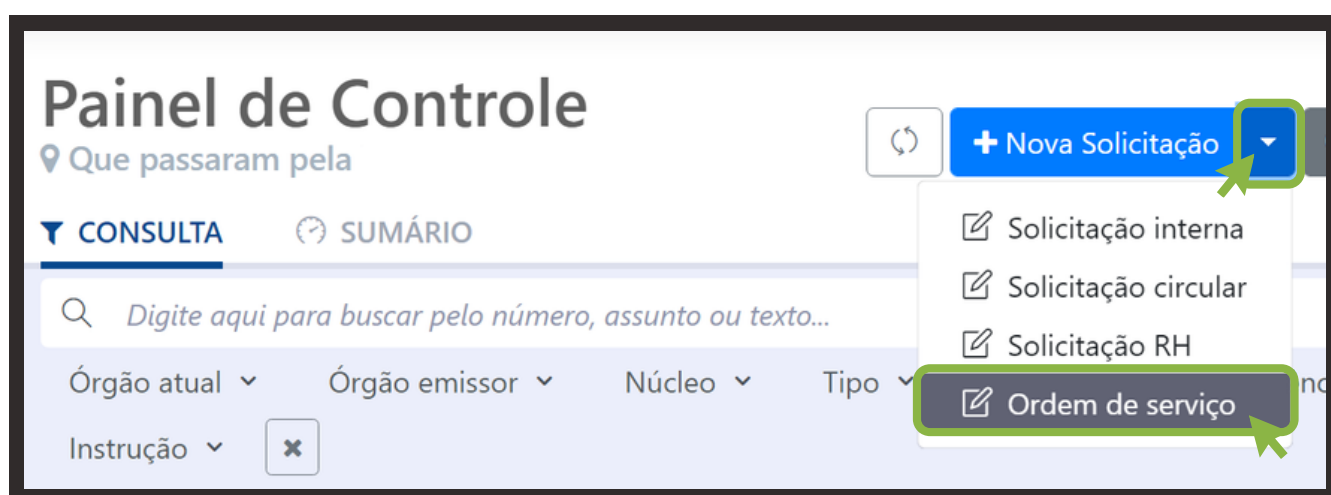 Painel de Controle
Que passaram pela
+ Nova Solicitação
CONSULTA
SUMÁRIO
Solicitação interna
Solicitação circular
Solicitação RH
Ordem de serviço
Digite aqui para buscar pelo número, assunto ou texto...
Órgão atual
Órgão emissor
Núcleo
Tipo
Instrução